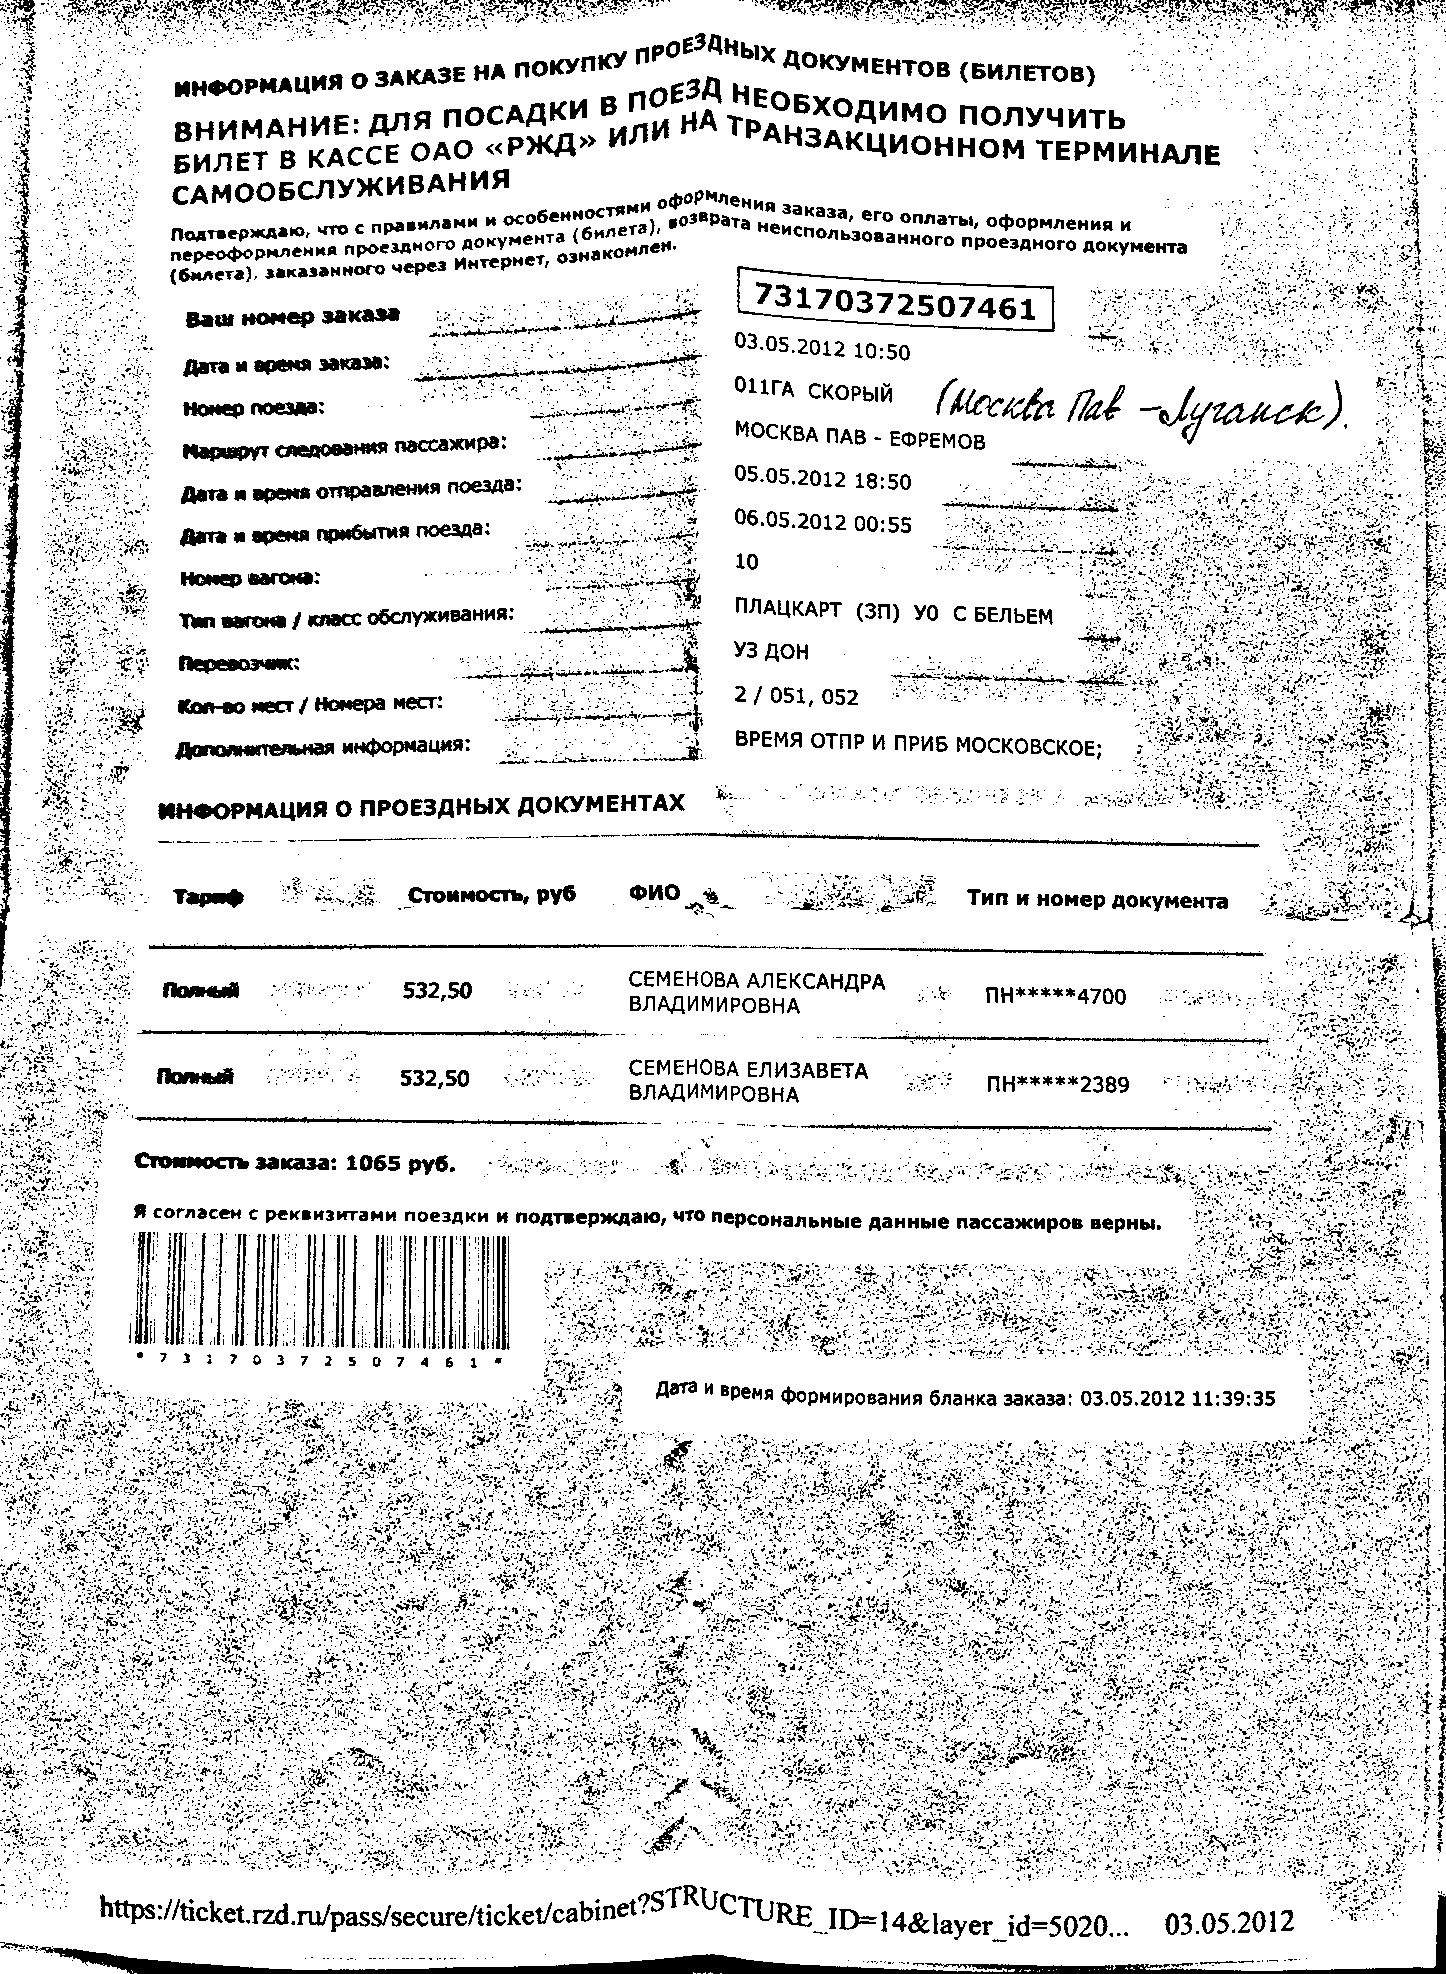 ИНФОРМАЦИЯ О ЗАКАЗЕ НА ПОКУПКУ ПРОЕЗДНЫХ ДОКУМЕНТОВ (БИЛЕТОВ)
ВНИМАНИЕ: ДЛЯ ПОСАДКИ В ПОЕЗД НЕОБХОДИМО ПОЛУЧИТЬ
БИЛЕТ В КАССЕ ОАО «РЖД» ИЛИ НА ТРАНЗАКЦИОННОМ ТЕРМИНАЛЕ
САМООБСЛУЖИВАНИЯ
Подтверждаю, что с правилами и особенностями оформления заказа, его оплаты, оформления и
переоформления проездного документа (билета), возврата неиспользованного проездного документа
(билета), заказанного через Интернет, ознакомлен.
Ваш номер заказа 73170372507461
Дата и время заказа: 03.05.2012 10:50
Номер поезда: 011ГА СКОРЫЙ (Москва Пав - Луганск).
Маршрут следования пассажира: МОСКВА ПАВ - ЕФРЕМОВ
Дата и время отправления поезда: 05.05.2012 18:50
Дата и время прибытия поезда: 06.05.2012 00:55
Номер вагона: 10
Тип вагона / класс обслуживания: ПЛАЦКАРТ (3П) У0 С БЕЛЬЕМ
Перевозчик: УЗ ДОН
Кол-во мест / Номера мест: 2 / 051, 052
Дополнительная информация: ВРЕМЯ ОТПР И ПРИБ МОСКОВСКОЕ;
ИНФОРМАЦИЯ О ПРОЕЗДНЫХ ДОКУМЕНТАХ
Тариф Стоимость, руб ФИО Тип и номер документа
Полный 532,50 СЕМЕНОВА АЛЕКСАНДРА ПН*****4700
ВЛАДИМИРОВНА
Полный 532,50 СЕМЕНОВА ЕЛИЗАВЕТА ПН*****2389
ВЛАДИМИРОВНА
Стоимость заказа: 1065 руб.
Я согласен с реквизитами поездки и подтверждаю, что персональные данные пассажиров верны.
*73170372507461*
Дата и время формирования бланка заказа: 03.05.2012 11:39:35
https://ticket.rzd.ru/pass/secure/ticket/cabinet?STRUCTURE_ID=14&layer_id=5020... 03.05.2012